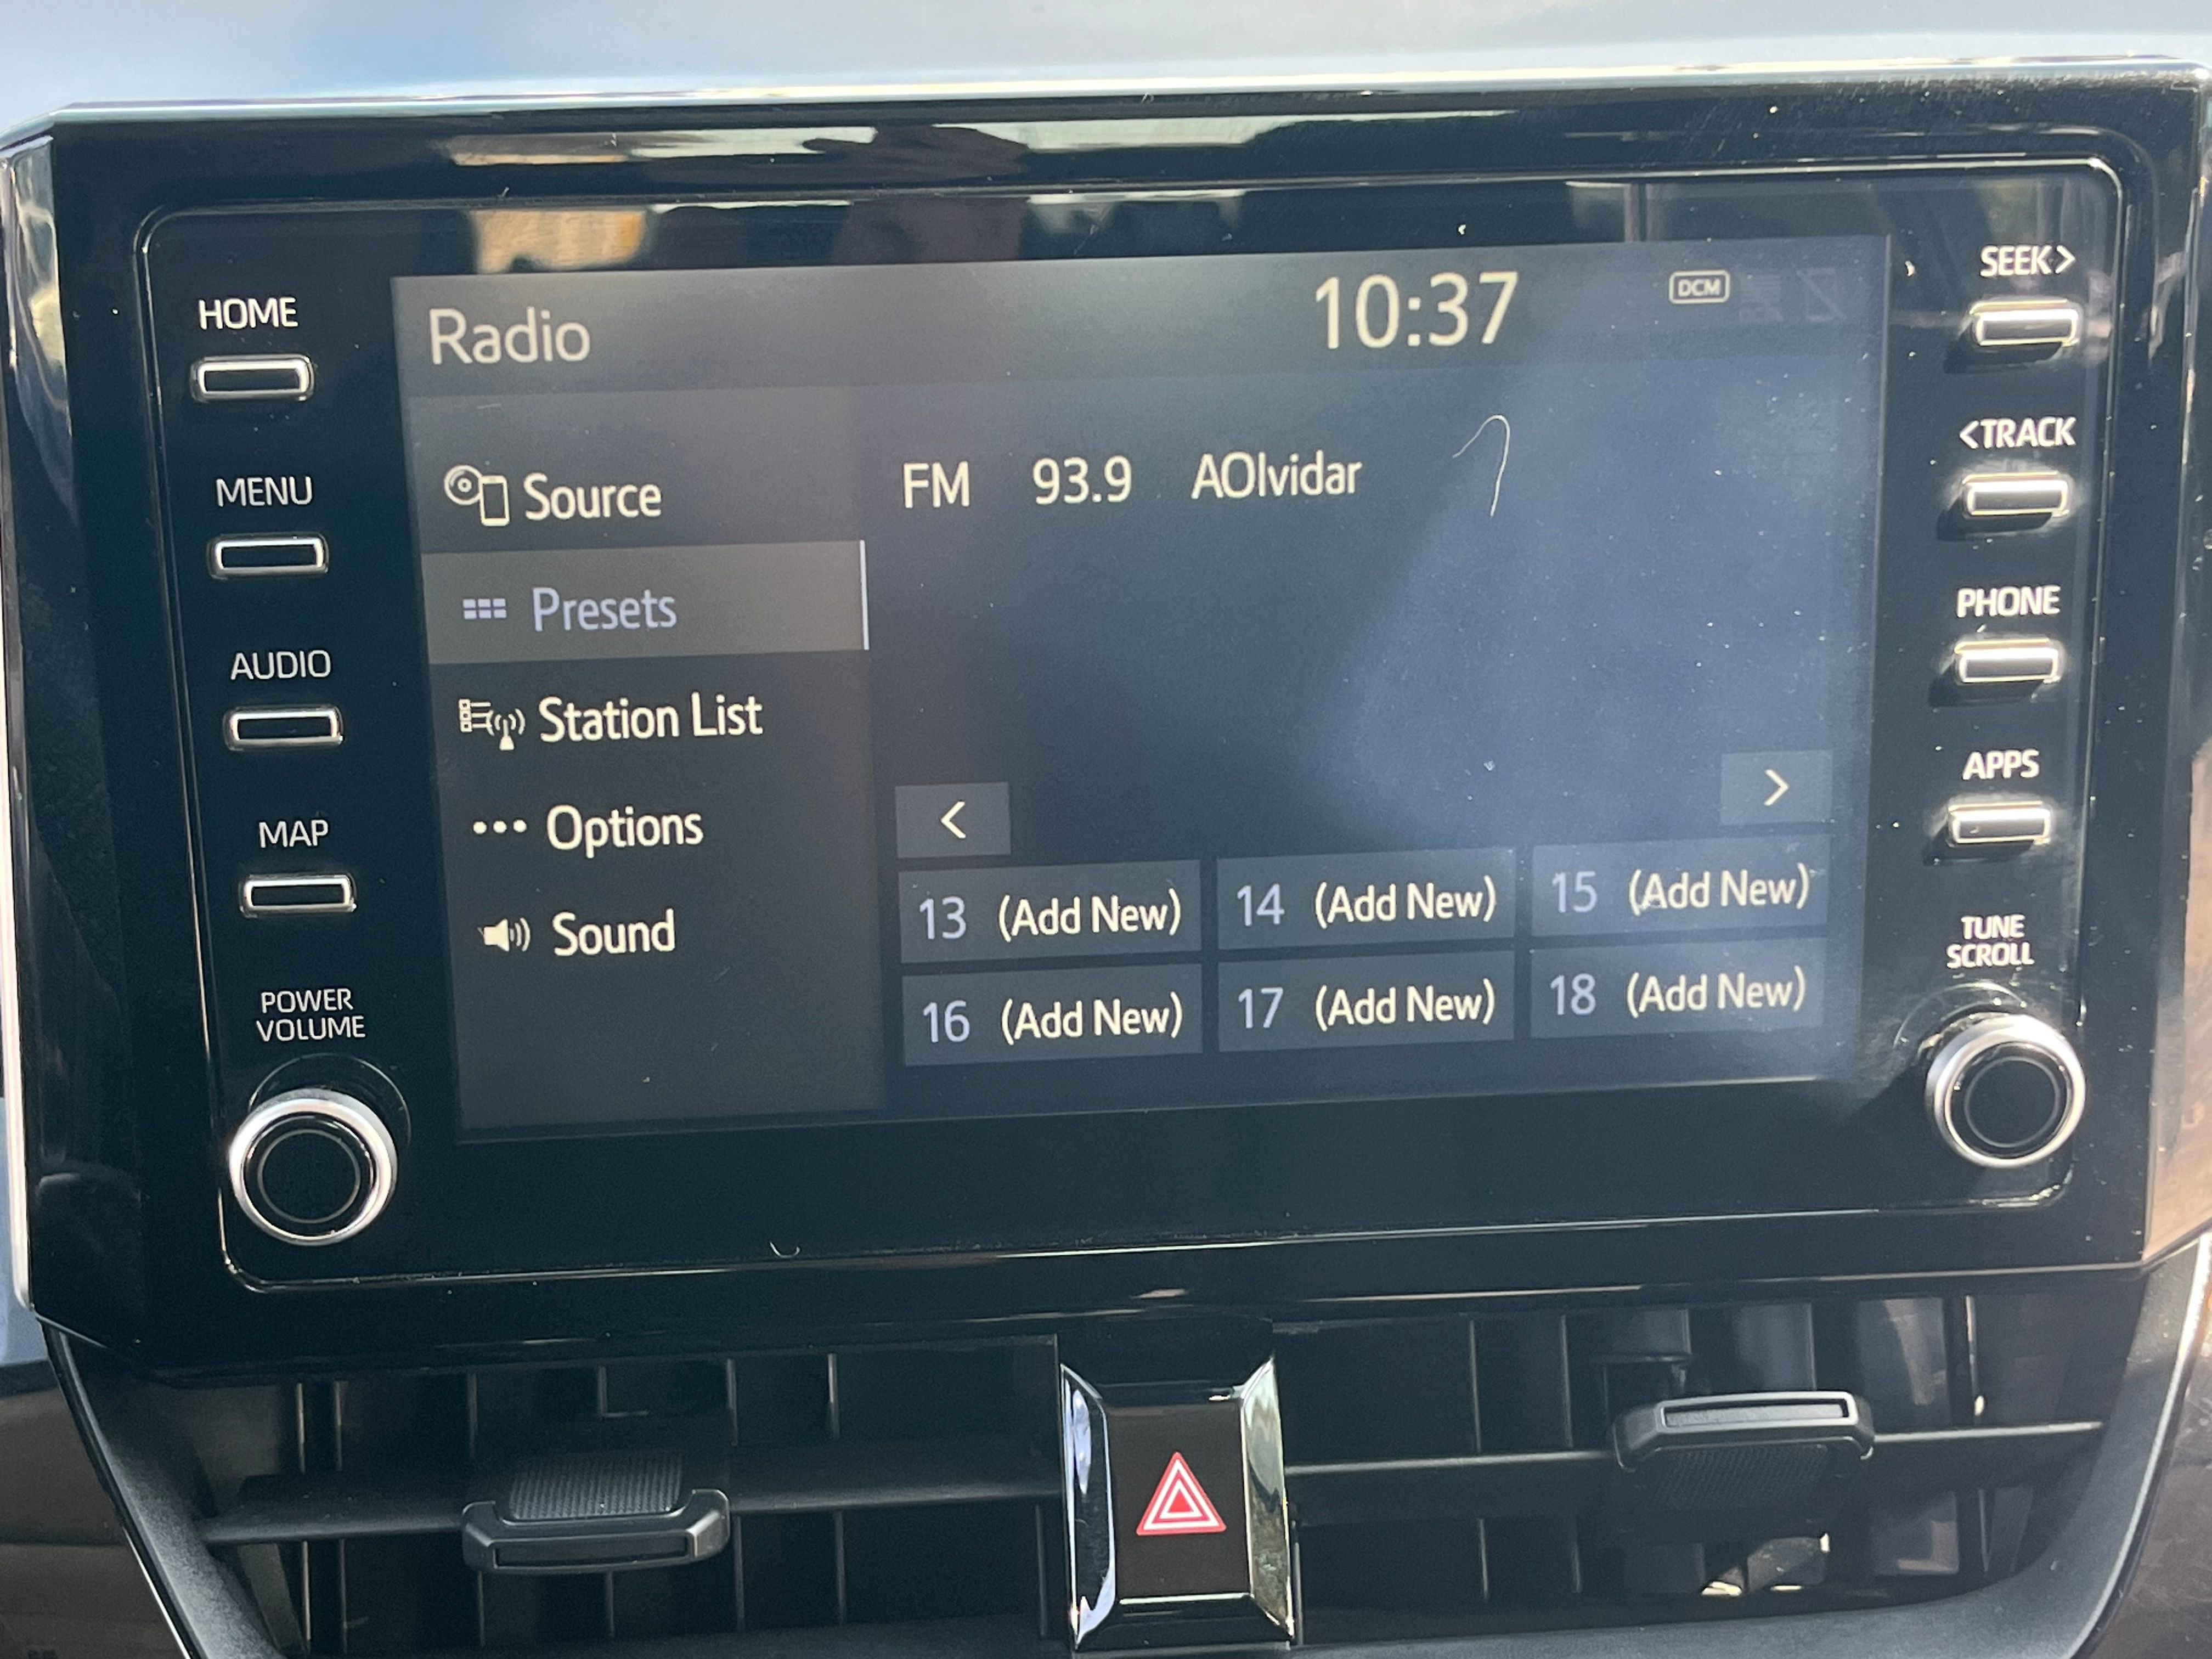 HOME
MENU
AUDIO
MAP
POWER
VOLUME
Radio
10:37
DCM
Source
Presets
Station List
Options
Sound
FM 93.9 AOlvidar
<
>
13 (Add New)
14 (Add New)
15 (Add New)
16 (Add New)
17 (Add New)
18 (Add New)
SEEK>
<TRACK
PHONE
APPS
TUNE
SCROLL